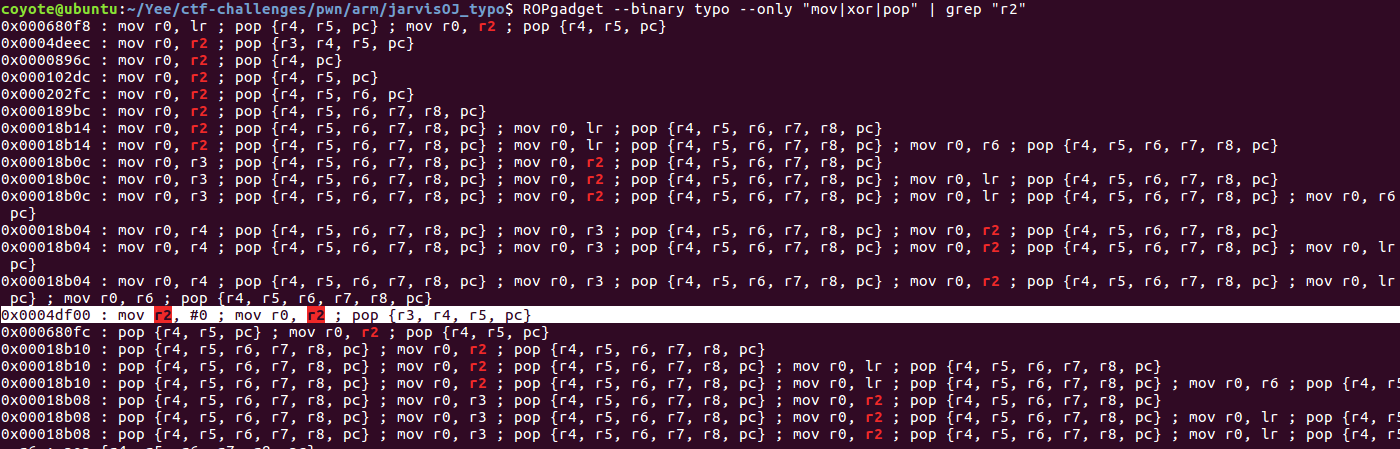 coyote@ubuntu:~/Yee/ctf-challenges/pwn/arm/jarvisOJ_typo$ ROPgadget --binary typo --only "mov|xor|pop" | grep "r2"
0x000680f8 : mov r0, lr ; pop {r4, r5, pc} ; mov r0, r2 ; pop {r4, r5, pc}
0x0004deec : mov r0, r2 ; pop {r3, r4, r5, pc}
0x0000896c : mov r0, r2 ; pop {r4, pc}
0x000102dc : mov r0, r2 ; pop {r4, r5, pc}
0x000202fc : mov r0, r2 ; pop {r4, r5, r6, pc}
0x000189bc : mov r0, r2 ; pop {r4, r5, r6, r7, r8, pc}
0x00018b14 : mov r0, r2 ; pop {r4, r5, r6, r7, r8, pc} ; mov r0, lr ; pop {r4, r5, r6, r7, r8, pc}
0x00018b14 : mov r0, r2 ; pop {r4, r5, r6, r7, r8, pc} ; mov r0, lr ; pop {r4, r5, r6, r7, r8, pc} ; mov r0, r6 ; pop {r4, r5, r6, r7, r8, pc}
0x00018b0c : mov r0, r3 ; pop {r4, r5, r6, r7, r8, pc} ; mov r0, r2 ; pop {r4, r5, r6, r7, r8, pc}
0x00018b0c : mov r0, r3 ; pop {r4, r5, r6, r7, r8, pc} ; mov r0, r2 ; pop {r4, r5, r6, r7, r8, pc} ; mov r0, lr ; pop {r4, r5, r6, r7, r8, pc}
0x00018b0c : mov r0, r3 ; pop {r4, r5, r6, r7, r8, pc} ; mov r0, r2 ; pop {r4, r5, r6, r7, r8, pc} ; mov r0, lr ; pop {r4, r5, r6, r7, r8, pc} ; mov r0, r6
pc}
0x00018b04 : mov r0, r4 ; pop {r4, r5, r6, r7, r8, pc} ; mov r0, r3 ; pop {r4, r5, r6, r7, r8, pc} ; mov r0, r2 ; pop {r4, r5, r6, r7, r8, pc}
0x00018b04 : mov r0, r4 ; pop {r4, r5, r6, r7, r8, pc} ; mov r0, r3 ; pop {r4, r5, r6, r7, r8, pc} ; mov r0, r2 ; pop {r4, r5, r6, r7, r8, pc} ; mov r0, lr
pc}
0x00018b04 : mov r0, r4 ; pop {r4, r5, r6, r7, r8, pc} ; mov r0, r3 ; pop {r4, r5, r6, r7, r8, pc} ; mov r0, r2 ; pop {r4, r5, r6, r7, r8, pc} ; mov r0, lr
pc} ; mov r0, r6 ; pop {r4, r5, r6, r7, r8, pc}
0x0004df00 : mov r2, #0 ; mov r0, r2 ; pop {r3, r4, r5, pc}
0x000680fc : pop {r4, r5, pc} ; mov r0, r2 ; pop {r4, r5, pc}
0x00018b10 : pop {r4, r5, r6, r7, r8, pc} ; mov r0, r2 ; pop {r4, r5, r6, r7, r8, pc}
0x00018b10 : pop {r4, r5, r6, r7, r8, pc} ; mov r0, r2 ; pop {r4, r5, r6, r7, r8, pc} ; mov r0, lr ; pop {r4, r5, r6, r7, r8, pc}
0x00018b10 : pop {r4, r5, r6, r7, r8, pc} ; mov r0, r2 ; pop {r4, r5, r6, r7, r8, pc} ; mov r0, lr ; pop {r4, r5, r6, r7, r8, pc} ; mov r0, r6 ; pop {r4, r5
0x00018b08 : pop {r4, r5, r6, r7, r8, pc} ; mov r0, r3 ; pop {r4, r5, r6, r7, r8, pc} ; mov r0, r2 ; pop {r4, r5, r6, r7, r8, pc}
0x00018b08 : pop {r4, r5, r6, r7, r8, pc} ; mov r0, r3 ; pop {r4, r5, r6, r7, r8, pc} ; mov r0, r2 ; pop {r4, r5, r6, r7, r8, pc} ; mov r0, lr ; pop {r4, r5
0x00018b08 : pop {r4, r5, r6, r7, r8, pc} ; mov r0, r3 ; pop {r4, r5, r6, r7, r8, pc} ; mov r0, r2 ; pop {r4, r5, r6, r7, r8, pc} ; mov r0, lr ; pop {r4, r5